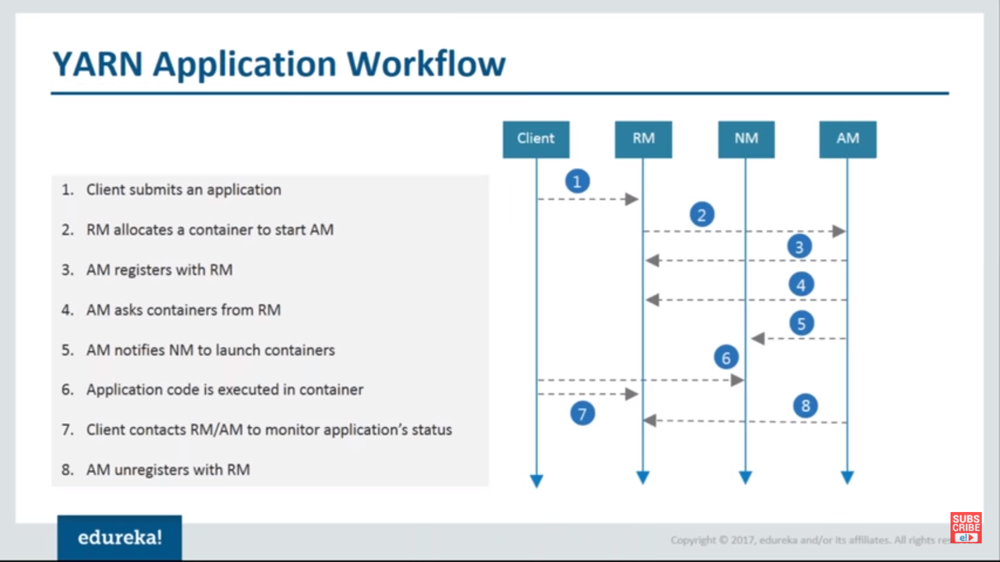 YARN Application Workflow
Client
RM
NM
AM
1. Client submits an application
2. RM allocates a container to start AM
3. AM registers with RM
4. AM asks containers from RM
5. AM notifies NM to launch containers
6. Application code is executed in container
7. Client contacts RM/AM to monitor application's status
8. AM unregisters with RM
1
2
3
4
5
6
7
8
edureka!
Copyright © 2017, edureka and/or its affiliates. All rights
SUBS
CRIBE
e!